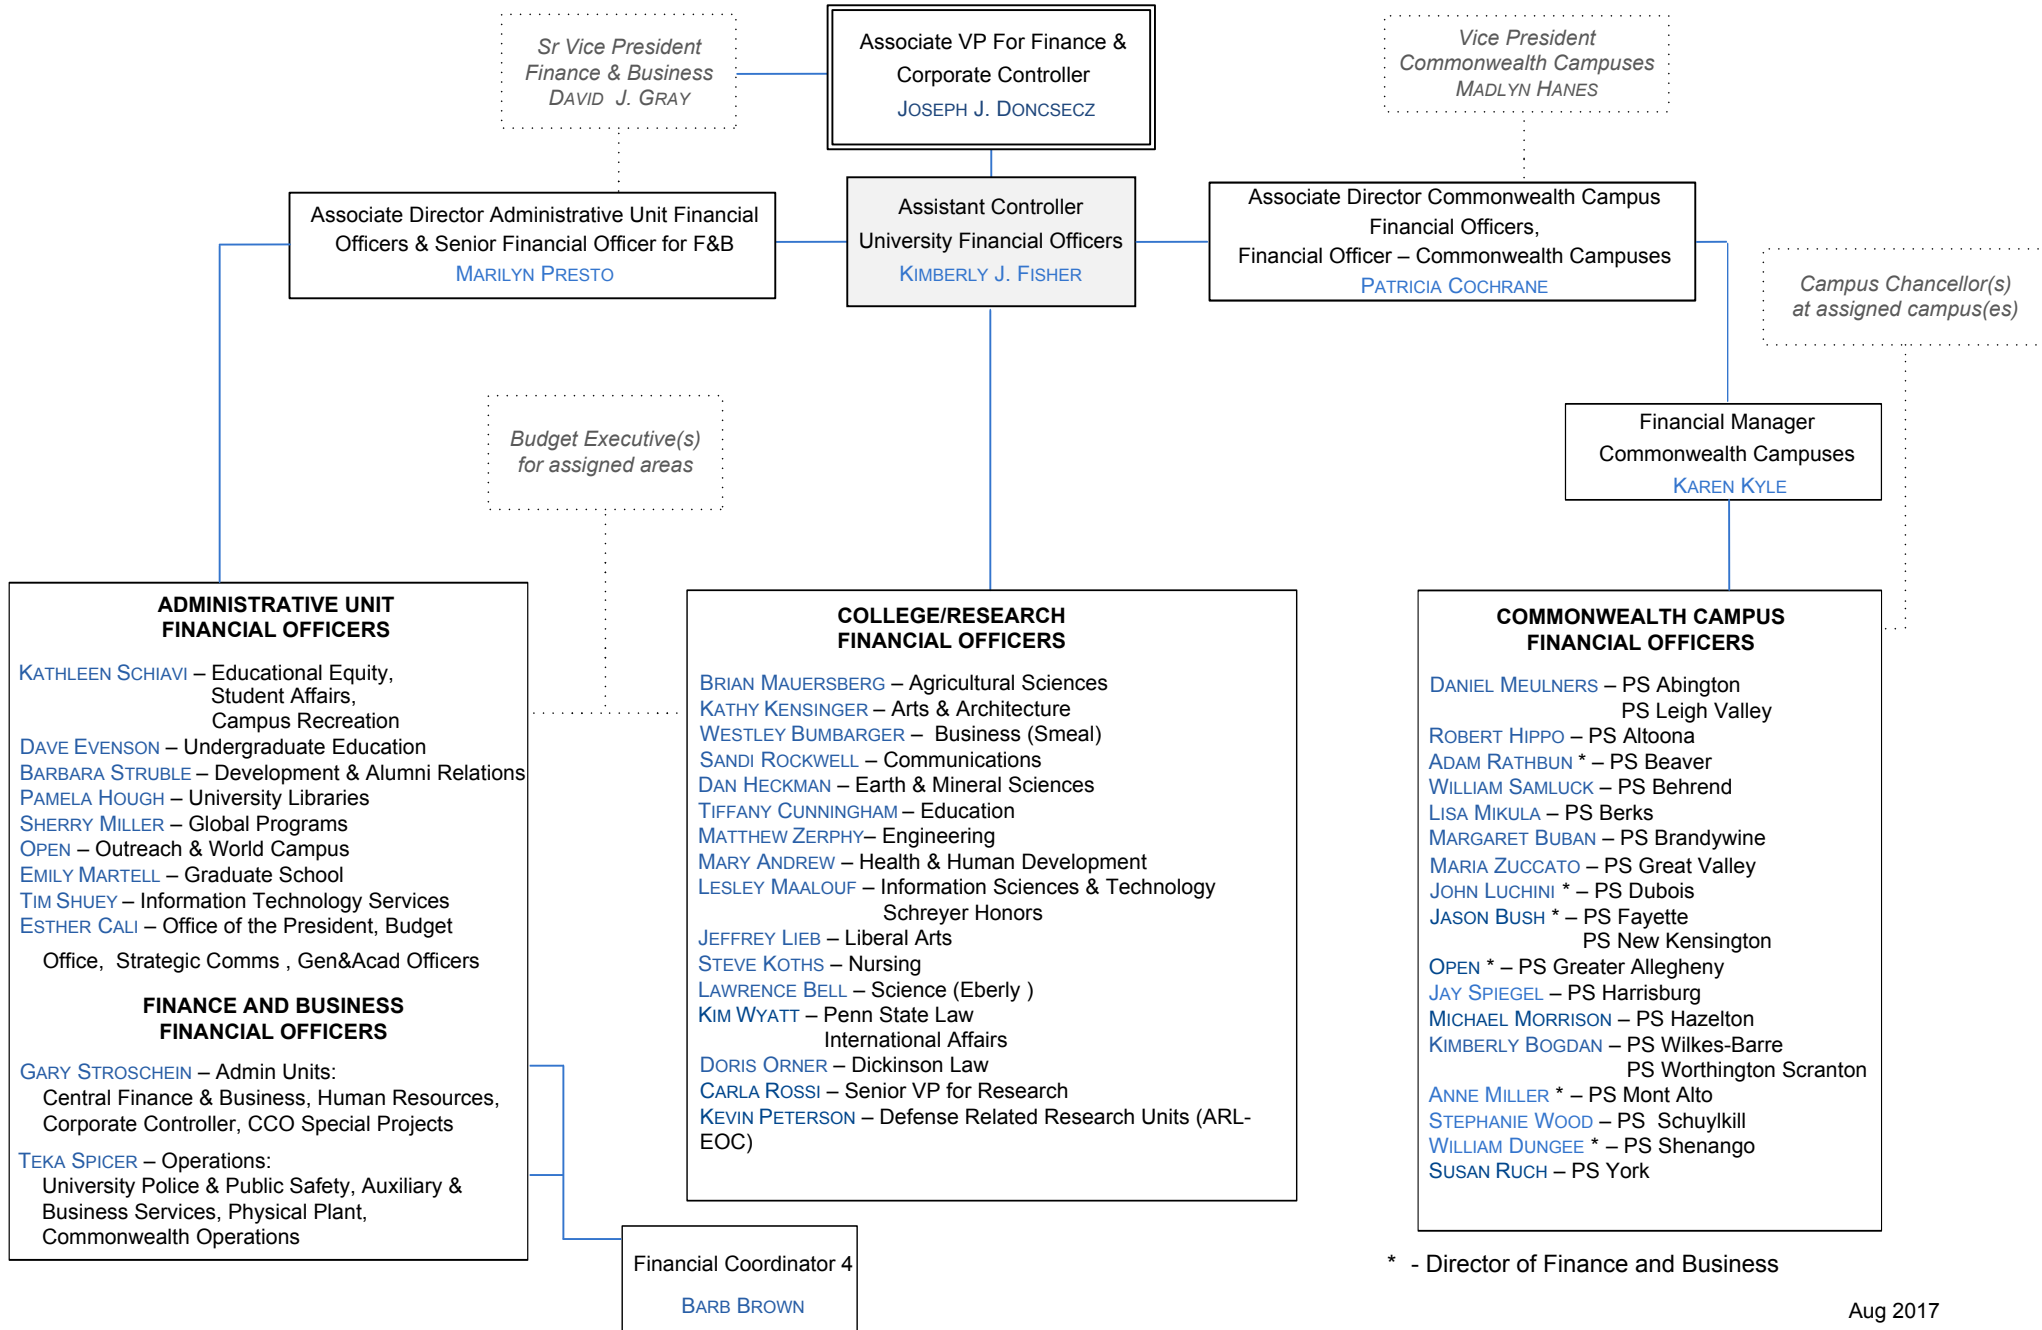 Sr Vice President
Finance & Business
DAVID J. GRAY
Associate VP For Finance &
Corporate Controller
JOSEPH J. DONCSECZ
Vice President
Commonwealth Campuses
MADLYN HANES
Associate Director Administrative Unit Financial
Officers & Senior Financial Officer for F&B
MARILYN PRESTO
Assistant Controller
University Financial Officers
KIMBERLY J. FISHER
Associate Director Commonwealth Campus
Financial Officers,
Financial Officer – Commonwealth Campuses
PATRICIA COCHRANE
Campus Chancellor(s)
at assigned campus(es)
Budget Executive(s)
for assigned areas
Financial Manager
Commonwealth Campuses
KAREN KYLE
ADMINISTRATIVE UNIT
FINANCIAL OFFICERS
KATHLEEN SCHIAVI – Educational Equity,
Student Affairs,
Campus Recreation
DAVE EVENSON – Undergraduate Education
BARBARA STRUBLE – Development & Alumni Relations
PAMELA HOUGH – University Libraries
SHERRY MILLER – Global Programs
OPEN – Outreach & World Campus
EMILY MARTELL – Graduate School
TIM SHUEY – Information Technology Services
ESTHER CALI – Office of the President, Budget
Office, Strategic Comms , Gen&Acad Officers
FINANCE AND BUSINESS
FINANCIAL OFFICERS
GARY STROSCHEIN – Admin Units:
Central Finance & Business, Human Resources,
Corporate Controller, CCO Special Projects
TEKA SPICER – Operations:
University Police & Public Safety, Auxiliary &
Business Services, Physical Plant,
Commonwealth Operations
COLLEGE/RESEARCH
FINANCIAL OFFICERS
BRIAN MAUERSBERG – Agricultural Sciences
KATHY KENSINGER – Arts & Architecture
WESTLEY BUMBARGER – Business (Smeal)
SANDI ROCKWELL – Communications
DAN HECKMAN – Earth & Mineral Sciences
TIFFANY CUNNINGHAM – Education
MATTHEW ZERPHY– Engineering
MARY ANDREW – Health & Human Development
LESLEY MAALOUF – Information Sciences & Technology
Schreyer Honors
JEFFREY LIEB – Liberal Arts
STEVE KOTHS – Nursing
LAWRENCE BELL – Science (Eberly )
KIM WYATT – Penn State Law
International Affairs
DORIS ORNER – Dickinson Law
CARLA ROSSI – Senior VP for Research
KEVIN PETERSON – Defense Related Research Units (ARL-
EOC)
COMMONWEALTH CAMPUS
FINANCIAL OFFICERS
DANIEL MEULNERS – PS Abington
PS Leigh Valley
ROBERT HIPPO – PS Altoona
ADAM RATHBUN * – PS Beaver
WILLIAM SAMLUCK – PS Behrend
LISA MIKULA – PS Berks
MARGARET BUBAN – PS Brandywine
MARIA ZUCCATO – PS Great Valley
JOHN LUCHINI * – PS Dubois
JASON BUSH * – PS Fayette
PS New Kensington
OPEN * – PS Greater Allegheny
JAY SPIEGEL – PS Harrisburg
MICHAEL MORRISON – PS Hazelton
KIMBERLY BOGDAN – PS Wilkes-Barre
PS Worthington Scranton
ANNE MILLER * – PS Mont Alto
STEPHANIE WOOD – PS Schuylkill
WILLIAM DUNGEE * – PS Shenango
SUSAN RUCH – PS York
Financial Coordinator 4
BARB BROWN
* - Director of Finance and Business
Aug 2017